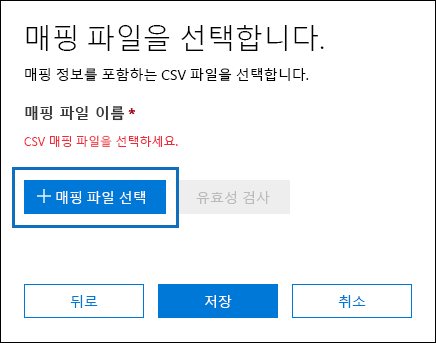 매핑 파일을 선택합니다.
매핑 정보를 포함하는 CSV 파일을 선택합니다.
매핑 파일 이름 *
CSV 매핑 파일을 선택하세요.
+ 매핑 파일 선택
유효성 검사
뒤로
저장
취소